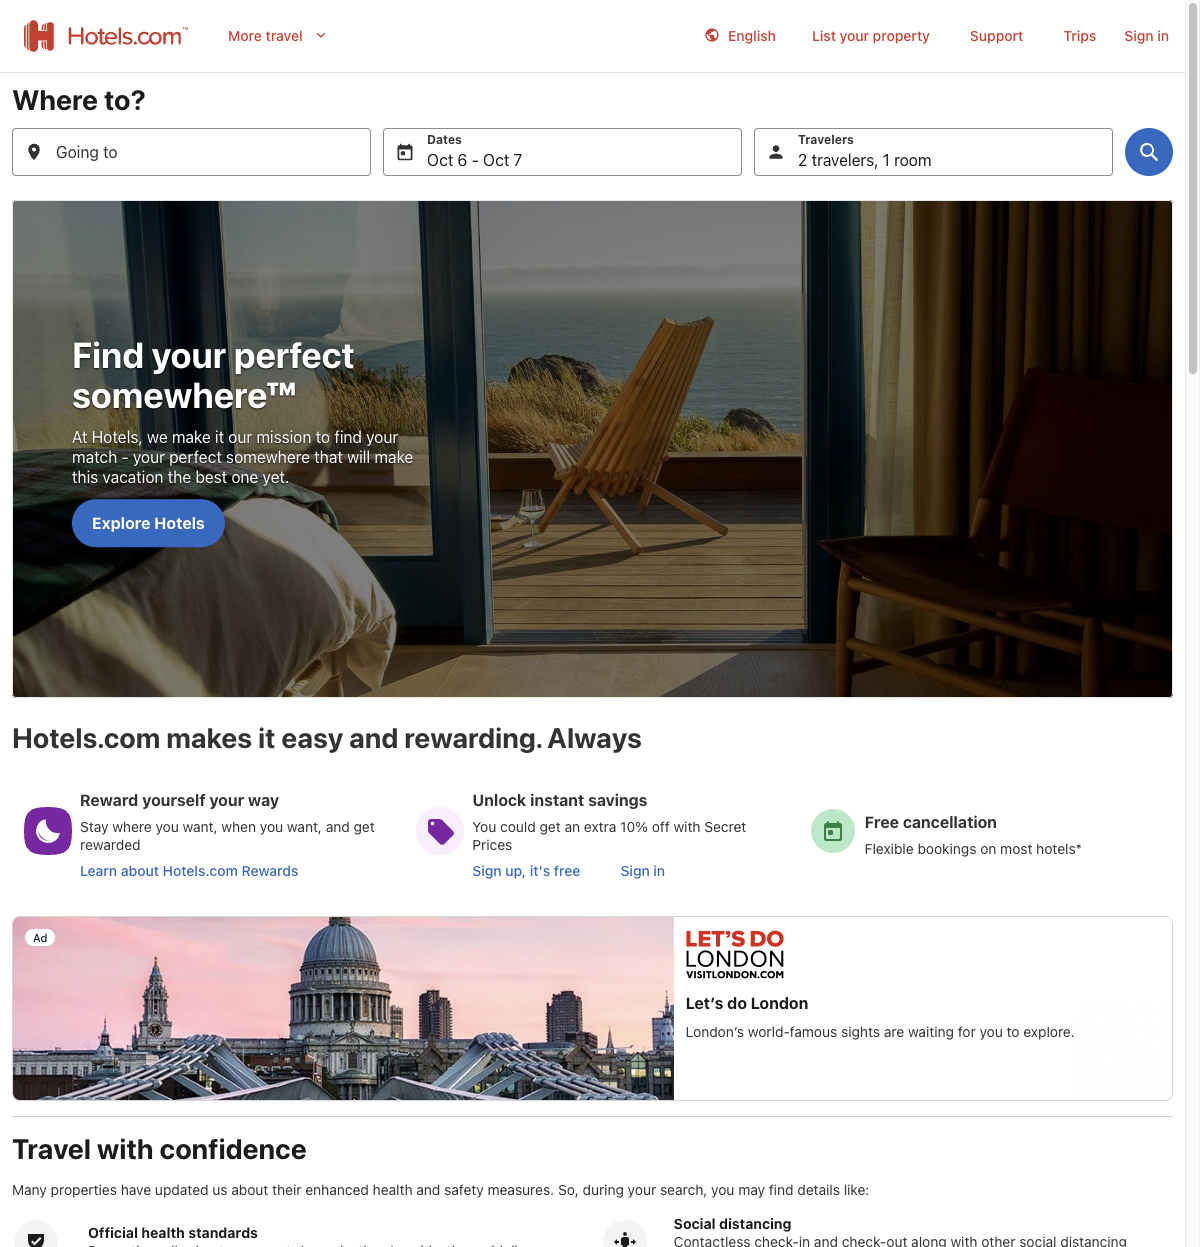 Hotels.com™
More travel
English
List your property
Support
Trips
Sign in
Where to?
Going to
Dates
Oct 6 - Oct 7
Travelers
2 travelers, 1 room
Find your perfect
somewhere™
At Hotels, we make it our mission to find your
match - your perfect somewhere that will make
this vacation the best one yet.
Explore Hotels
Hotels.com makes it easy and rewarding. Always
Reward yourself your way
Stay where you want, when you want, and get
rewarded
Learn about Hotels.com Rewards
Unlock instant savings
You could get an extra 10% off with Secret
Prices
Sign up, it's free
Sign in
Free cancellation
Flexible bookings on most hotels*
Ad
LET'S DO
LONDON
VISITLONDON.COM
Let’s do London
London’s world-famous sights are waiting for you to explore.
Travel with confidence
Many properties have updated us about their enhanced health and safety measures. So, during your search, you may find details like:
Official health standards
Social distancing
Contactless check-in and check-out along with other social distancing